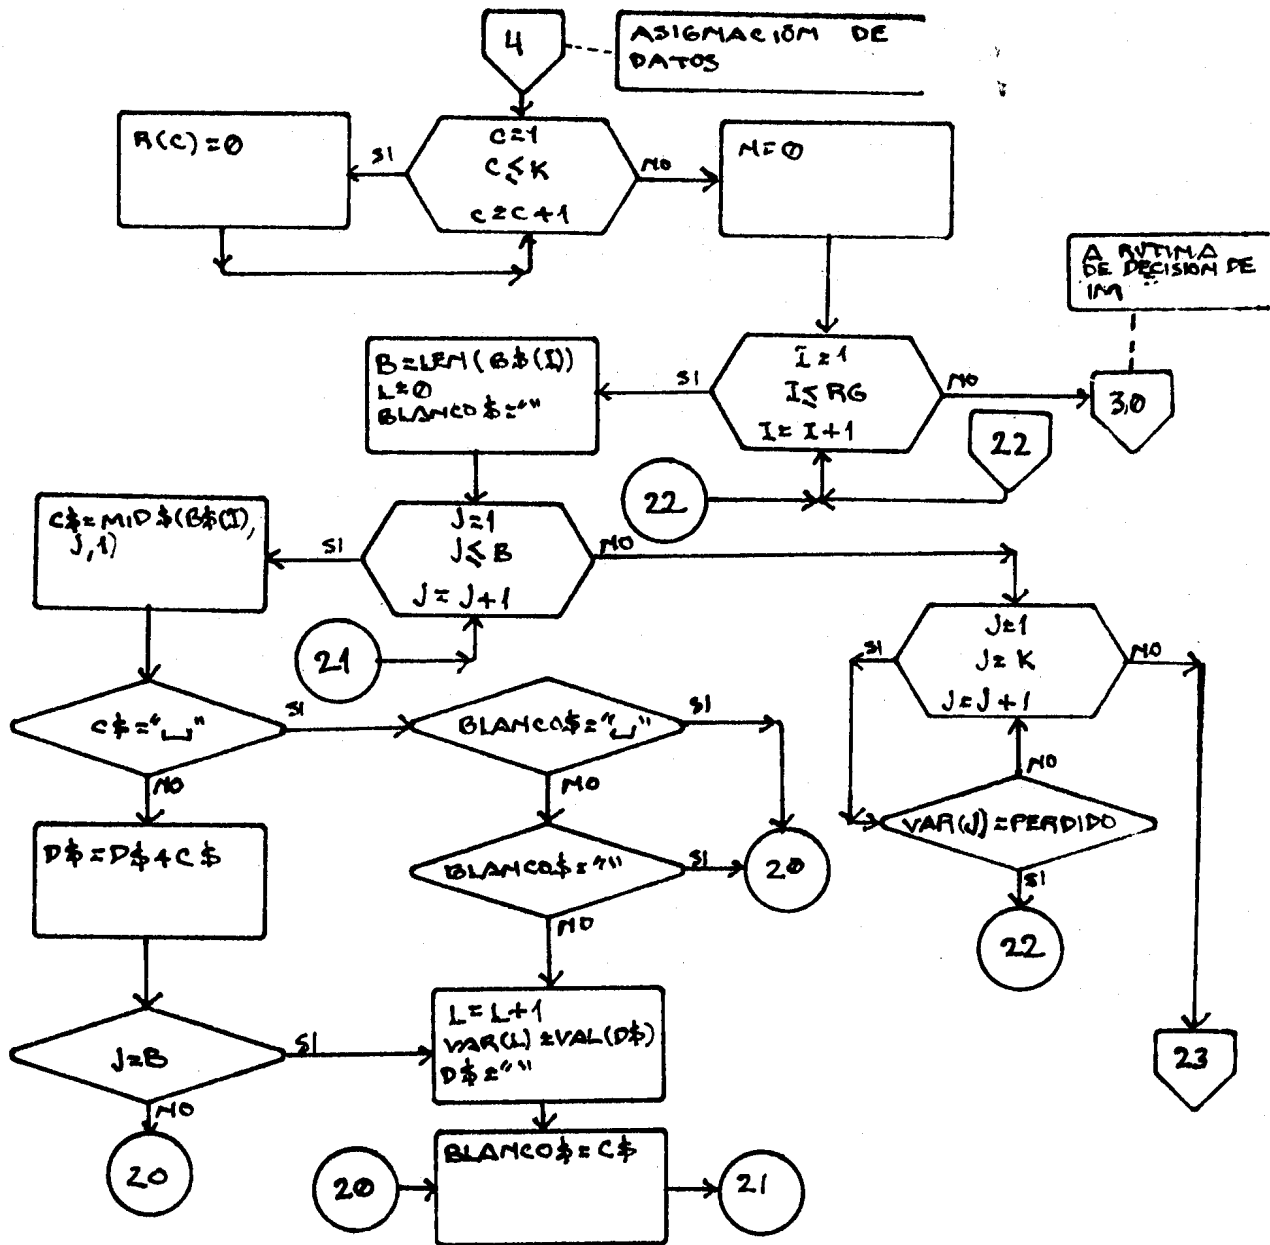 4
ASIGNACIÓN DE
DATOS
R(C)=0
SI
C=1
C≤K
C=C+1
NO
N=0
A RUTINA
DE DECISION DE
B=LEN(B$(I))
L=0
BLANCO$=""
SI
I=1
I≤RG
I=I+1
NO
30
22
22
C$=MID$(B$(I),
J,1)
SI
J=1
J≤B
J=J+1
NO
21
J=1
J=K
J=J+1
SI
NO
C$="␣"
SI
BLANCO$="␣"
SI
NO
NO
NO
D$=D$+C$
BLANCO$=""
SI
20
VAR(J)=PERDIDO
SI
NO
22
J=B
SI
L=L+1
VAR(L)=VAL(D$)
D$=""
23
NO
20
20
BLANCO$=C$
21